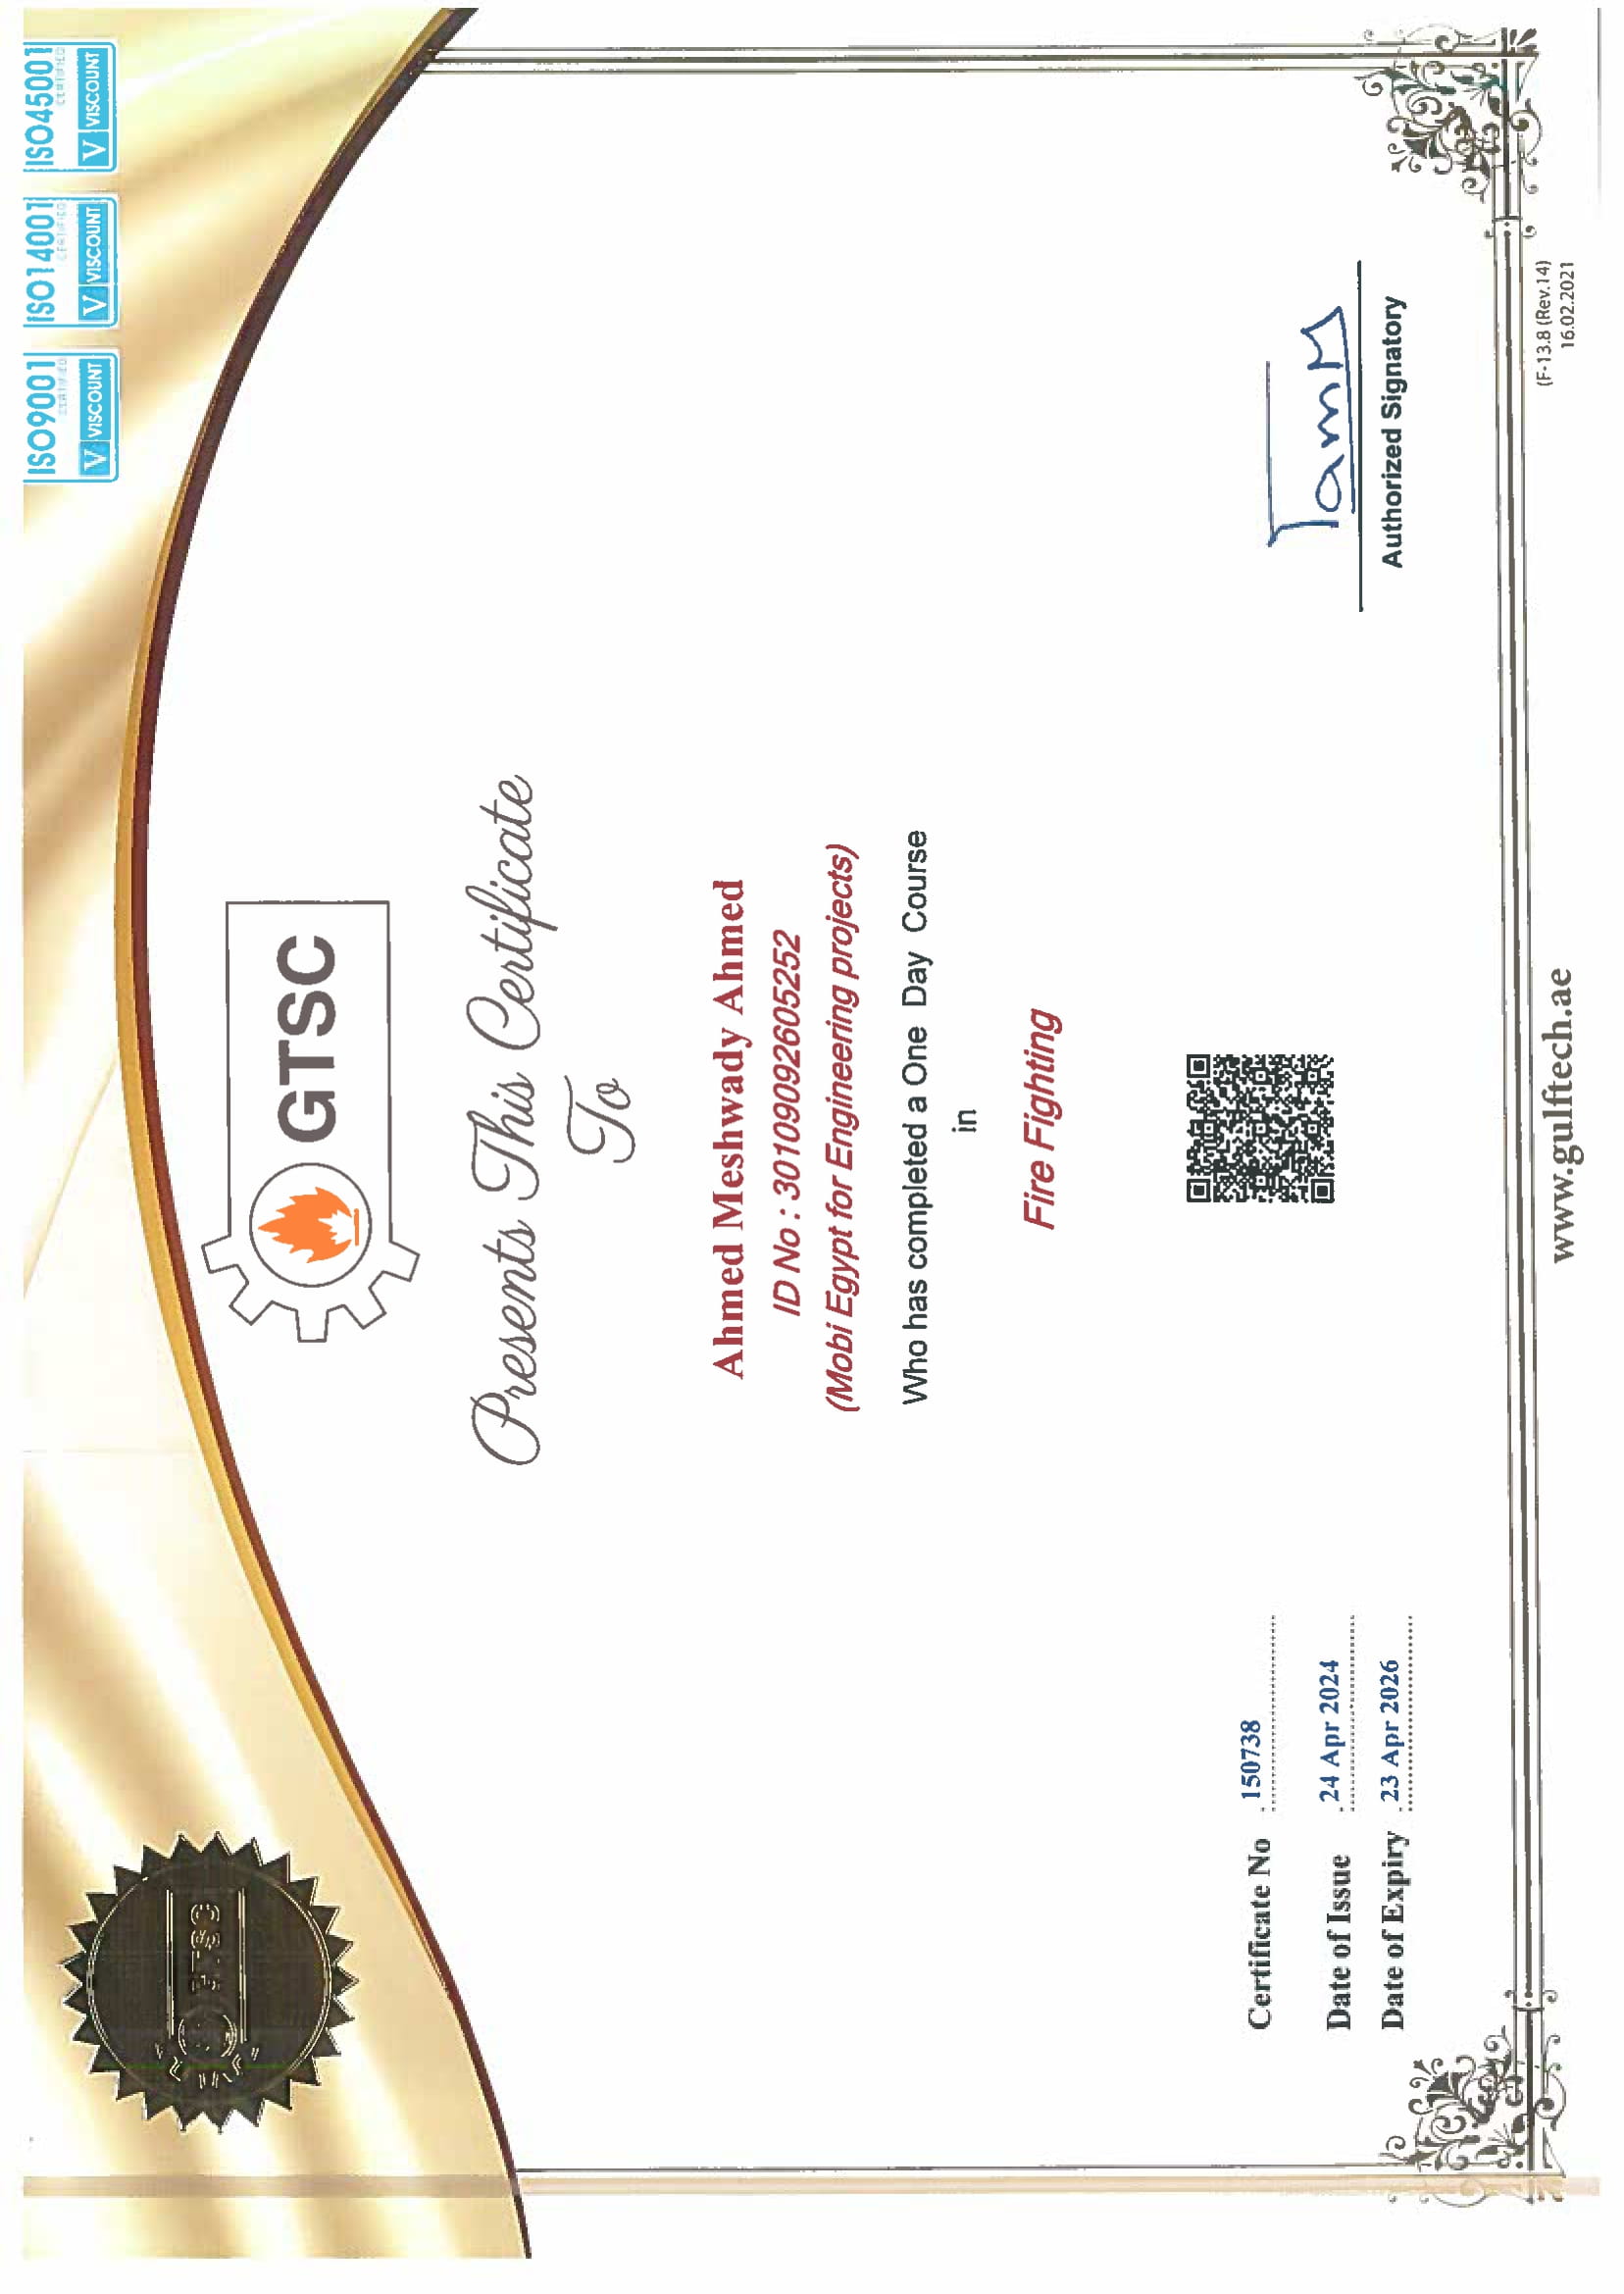 ISO9001 ISO14001 ISO45001
CERTIFIED CERTIFIED CERTIFIED
V VISCOUNT V VISCOUNT V VISCOUNT
GTSC
GTSC
Presents This Certificate
To
Ahmed Meshwady Ahmed
ID No : 30109092605252
(Mobi Egypt for Engineering projects)
Who has completed a One Day Course
in
Fire Fighting
Certificate No : 150738
Date of Issue : 24 Apr 2024
Date of Expiry : 23 Apr 2026
Authorized Signatory
www.gulftech.ae
(F-13.8 (Rev.14)
16.02.2021